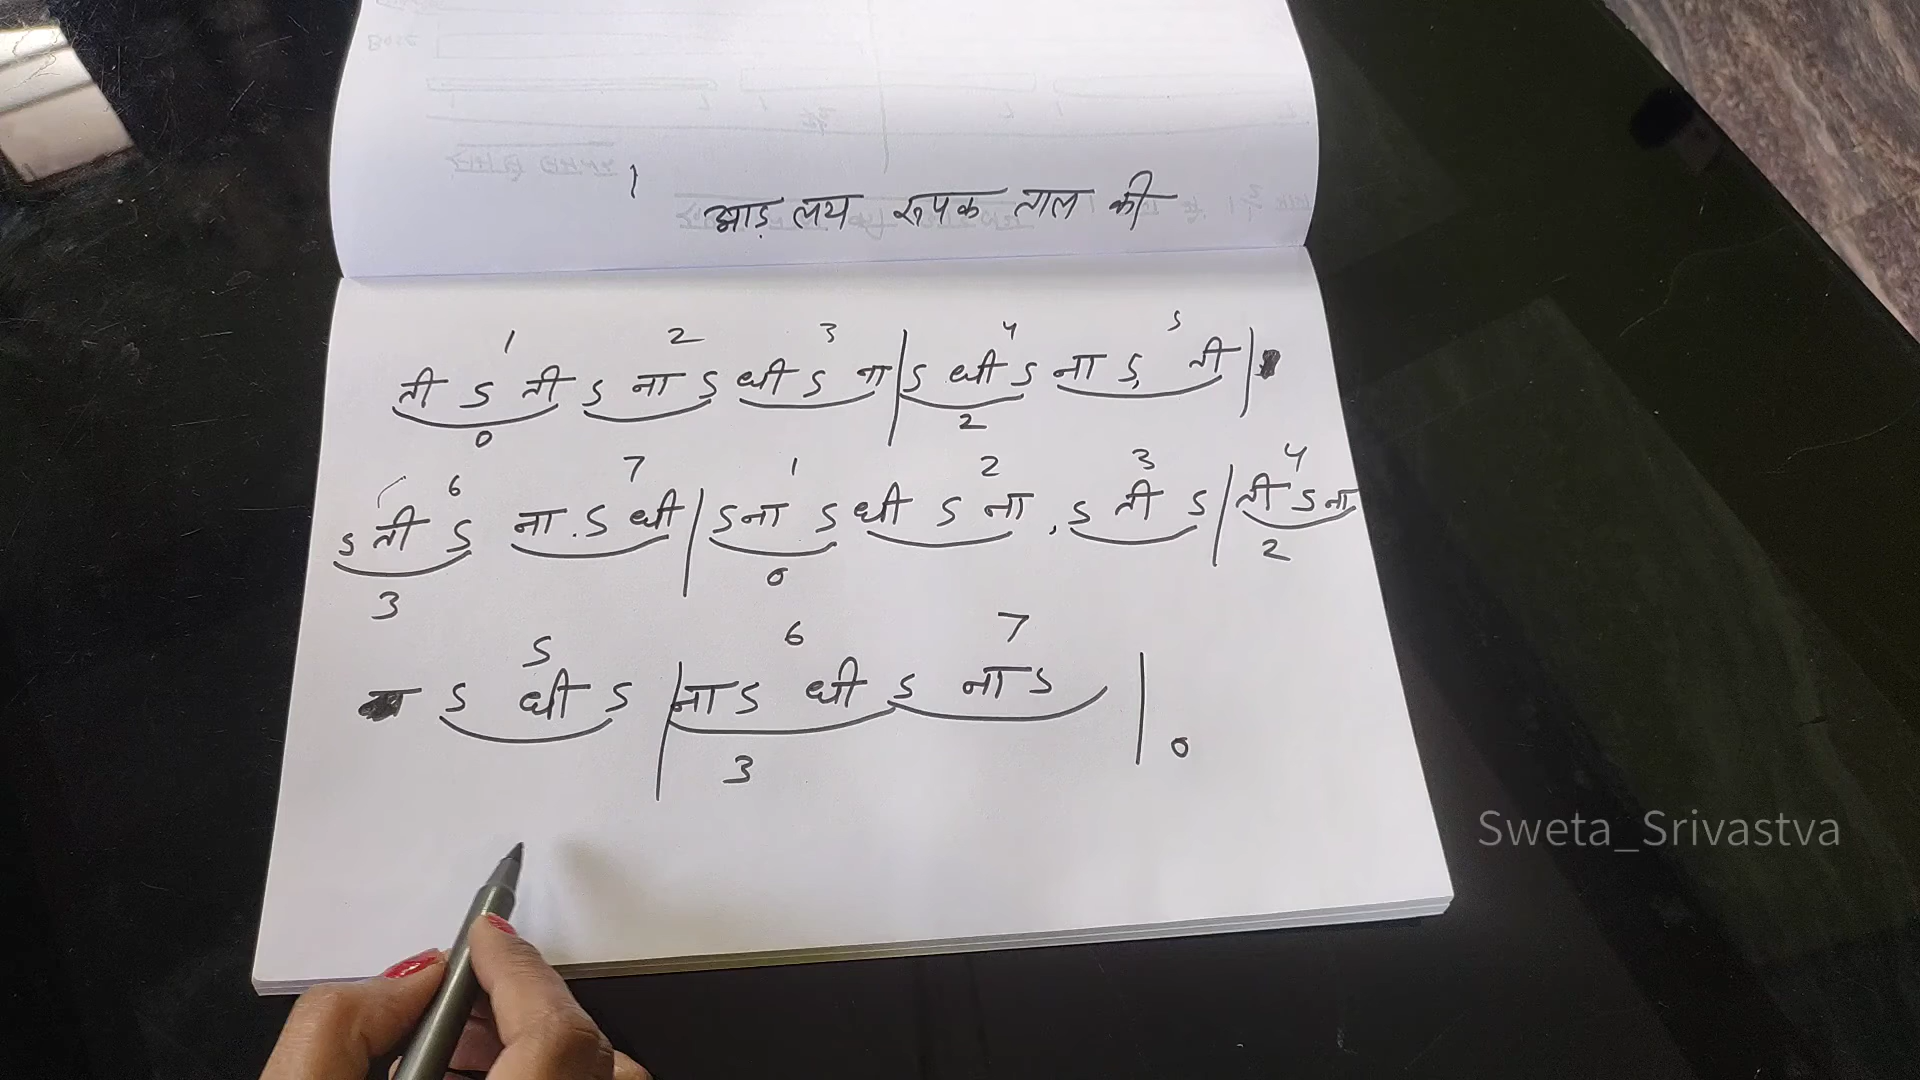 आड़ लय रूपक ताल की
1 2 3 4 5
ती S ती S ना S धी S ना | S धी S ना S, ती |
0 2
6 7 1 2 3 4
S ती S ना . S धी | S ना S धी S ना , S ती S | ती S ना
3 0 2
5 6 7
S धी S | ना S धी S ना S |
3 0
Sweta_Srivastva